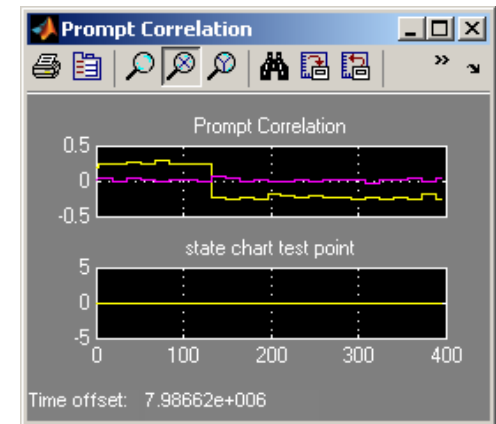 Prompt Correlation
Prompt Correlation
0.5
0
-0.5
state chart test point
5
0
-5
0 100 200 300 400
Time offset: 7.98662e+006